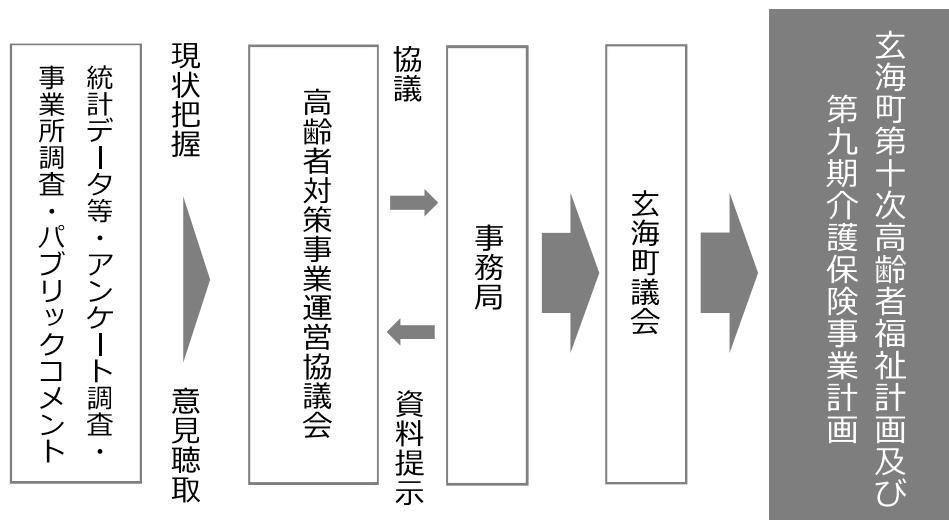 統計データ等・アンケート調査・
事業所調査・パブリックコメント
現状把握
意見聴取
高齢者対策事業運営協議会
協議
資料提示
事務局
玄海町議会
玄海町第十次高齢者福祉計画及び
第九期介護保険事業計画